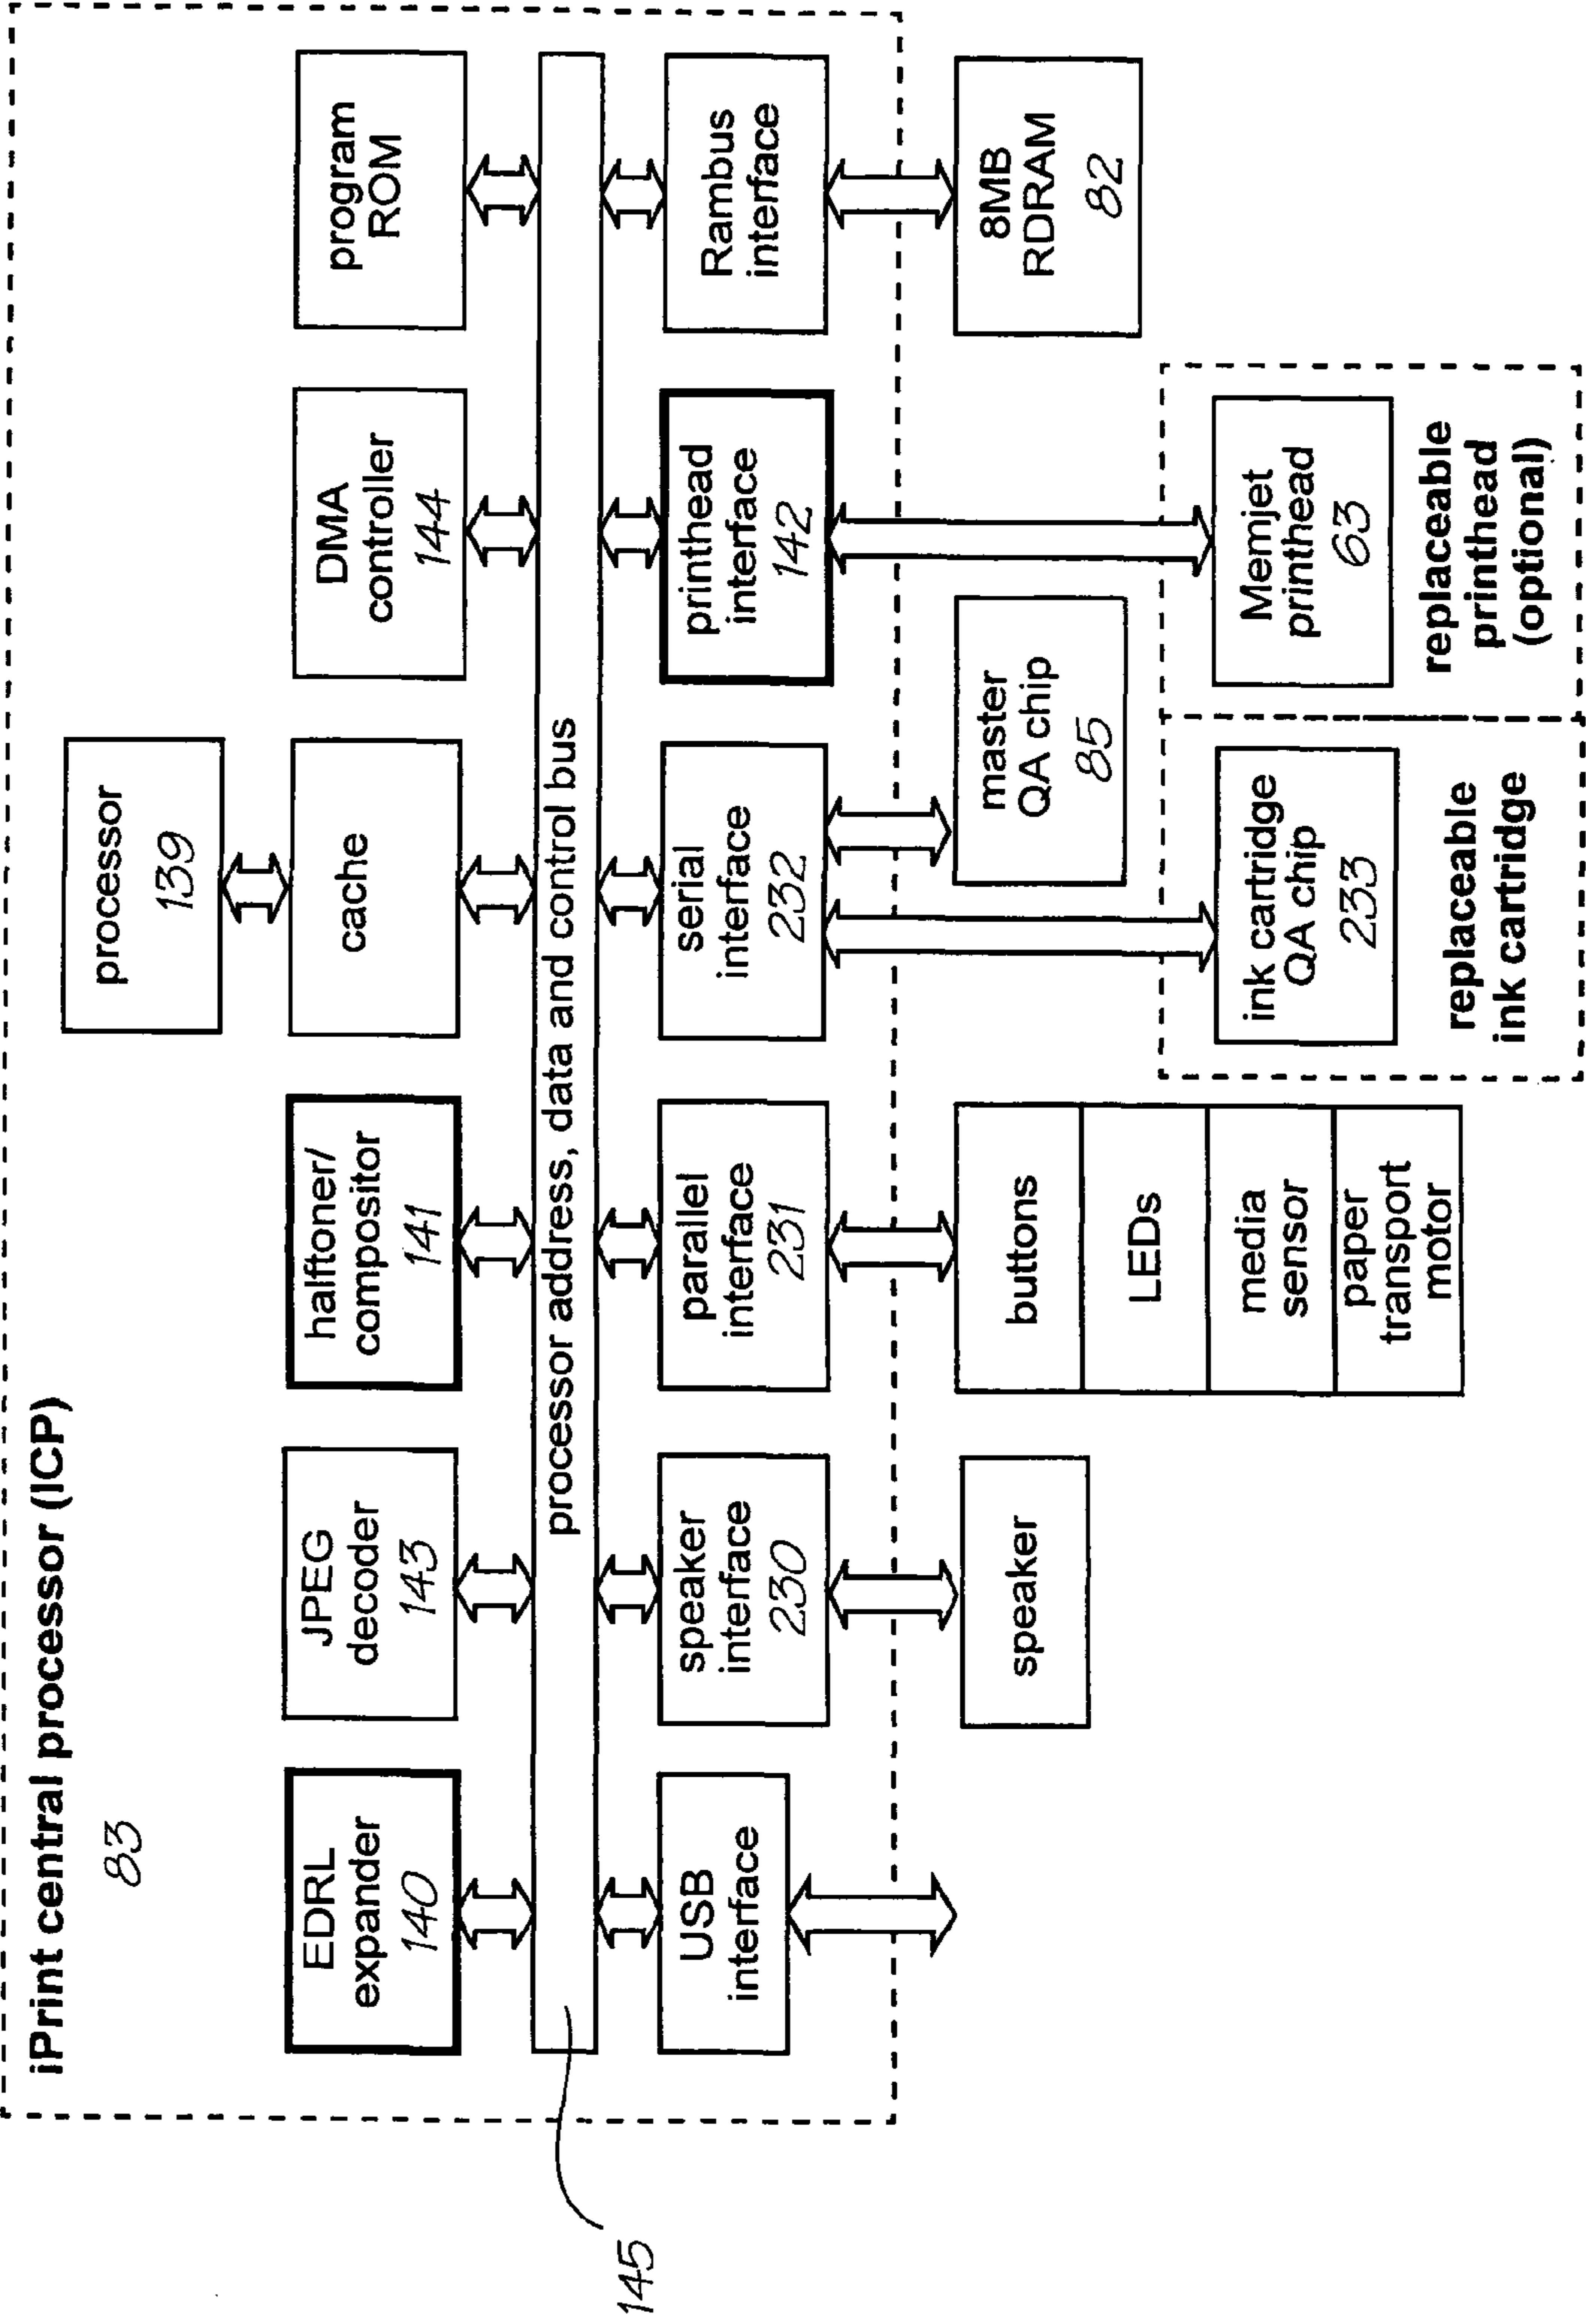 iPrint central processor (ICP)
83
processor
139
EDRL
expander
140
JPEG
decoder
143
halftoner/
compositor
141
cache
DMA
controller
144
program
ROM
processor address, data and control bus
145
USB
interface
speaker
interface
230
parallel
interface
231
serial
interface
232
printhead
interface
142
Rambus
interface
speaker
buttons
LEDs
media
sensor
paper
transport
motor
master
QA chip
85
8MB
RDRAM
82
ink cartridge
QA chip
233
replaceable
ink cartridge
Memjet
printhead
63
replaceable
printhead
(optional)